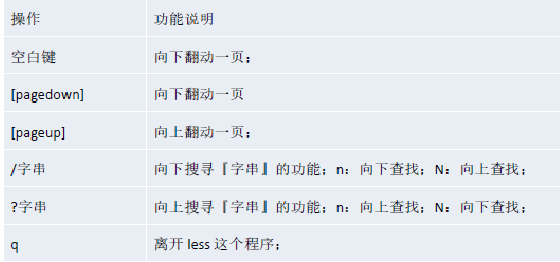 操作 功能说明
空白键 向下翻动一页；
[pagedown] 向下翻动一页
[pageup] 向上翻动一页；
/字串 向下搜寻『字串』的功能；n：向下查找；N：向上查找；
?字串 向上搜寻『字串』的功能；n：向上查找；N：向下查找；
q 离开 less 这个程序；